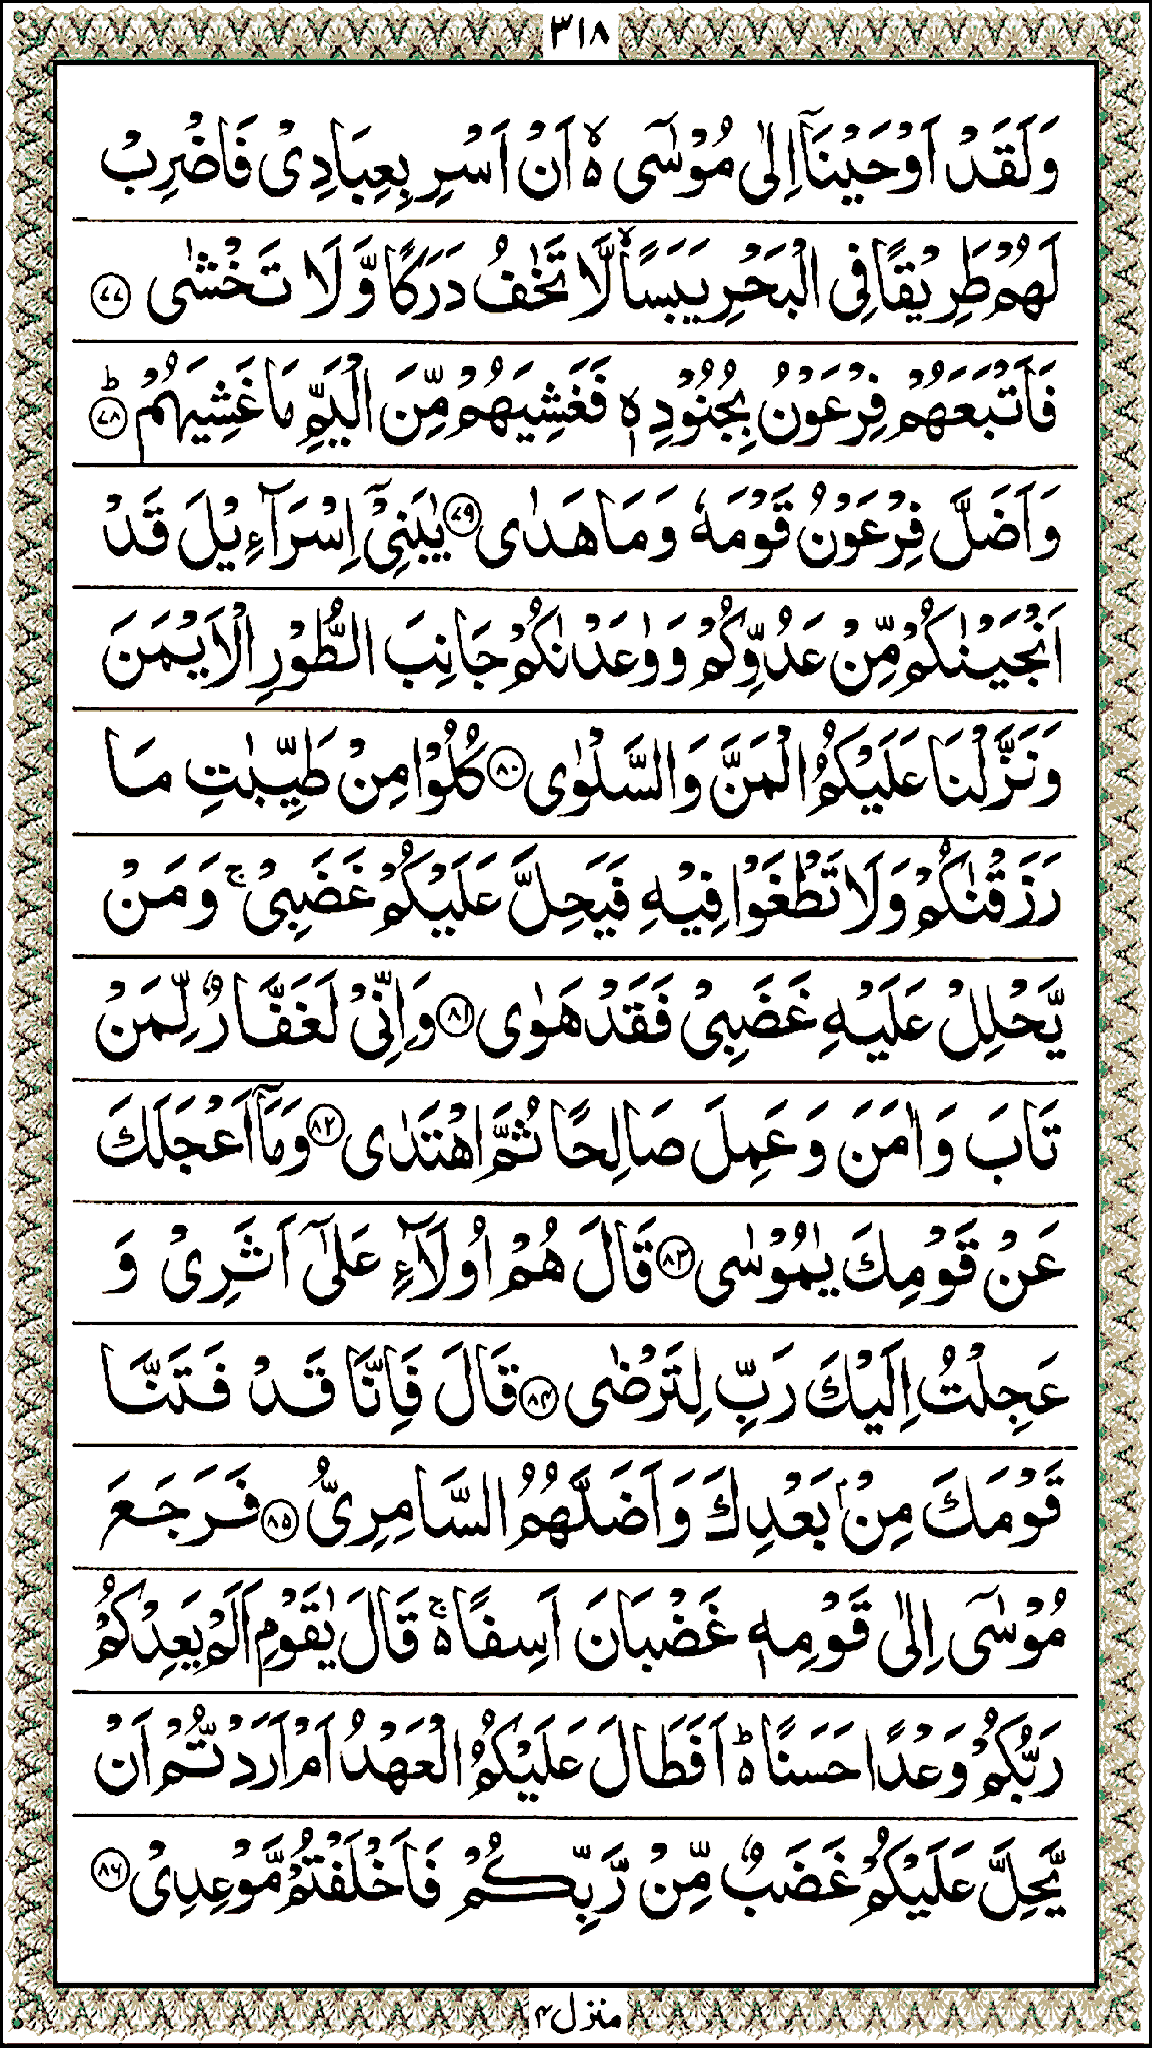 ٣١٨
وَلَقَدْ اَوْحَيْنَاۤ اِلٰى مُوْسٰۤى ۙ۬ اَنْ اَسْرِ بِعِبَادِىْ فَاضْرِبْ
لَهُمْ طَرِيْقًا فِى الْبَحْرِ يَبَسًا ۙ لَّا تَخٰفُ دَرَكًا وَّلَا تَخْشٰى ﴿٧٧﴾
فَاَتْبَعَهُمْ فِرْعَوْنُ بِجُنُوْدِهٖ فَغَشِيَهُمْ مِّنَ الْيَمِّ مَا غَشِيَهُمْ ؕ﴿٧٨﴾
وَاَضَلَّ فِرْعَوْنُ قَوْمَهٗ وَمَا هَدٰى ﴿٧٩﴾ يٰبَنِىْۤ اِسْرَآءِيْلَ قَدْ
اَنْجَيْنٰكُمْ مِّنْ عَدُوِّكُمْ وَوٰعَدْنٰكُمْ جَانِبَ الطُّوْرِ الْاَيْمَنَ
وَنَزَّلْنَا عَلَيْكُمُ الْمَنَّ وَالسَّلْوٰى ﴿٨٠﴾ كُلُوْا مِنْ طَيِّبٰتِ مَا
رَزَقْنٰكُمْ وَلَا تَطْغَوْا فِيْهِ فَيَحِلَّ عَلَيْكُمْ غَضَبِىْ ۚ وَمَنْ
يَّحْلِلْ عَلَيْهِ غَضَبِىْ فَقَدْ هَوٰى ﴿٨١﴾ وَاِنِّىْ لَغَفَّارٌ لِّمَنْ
تَابَ وَاٰمَنَ وَعَمِلَ صَالِحًا ثُمَّ اهْتَدٰى ﴿٨٢﴾ وَمَاۤ اَعْجَلَكَ
عَنْ قَوْمِكَ يٰمُوْسٰى ﴿٨٣﴾ قَالَ هُمْ اُولَآءِ عَلٰۤى اَثَرِىْ وَ
عَجِلْتُ اِلَيْكَ رَبِّ لِتَرْضٰى ﴿٨٤﴾ قَالَ فَاِنَّا قَدْ فَتَنَّا
قَوْمَكَ مِنْۢ بَعْدِكَ وَاَضَلَّهُمُ السَّامِرِىُّ ﴿٨٥﴾ فَرَجَعَ
مُوْسٰۤى اِلٰى قَوْمِهٖ غَضْبَانَ اَسِفًا ۬ۚ قَالَ يٰقَوْمِ اَلَمْ يَعِدْكُمْ
رَبُّكُمْ وَعْدًا حَسَنًا ۬ؕ اَفَطَالَ عَلَيْكُمُ الْعَهْدُ اَمْ اَرَدْتُّمْ اَنْ
يَّحِلَّ عَلَيْكُمْ غَضَبٌ مِّنْ رَّبِّكُمْ فَاَخْلَفْتُمْ مَّوْعِدِىْ ﴿٨٦﴾
منزل ٤